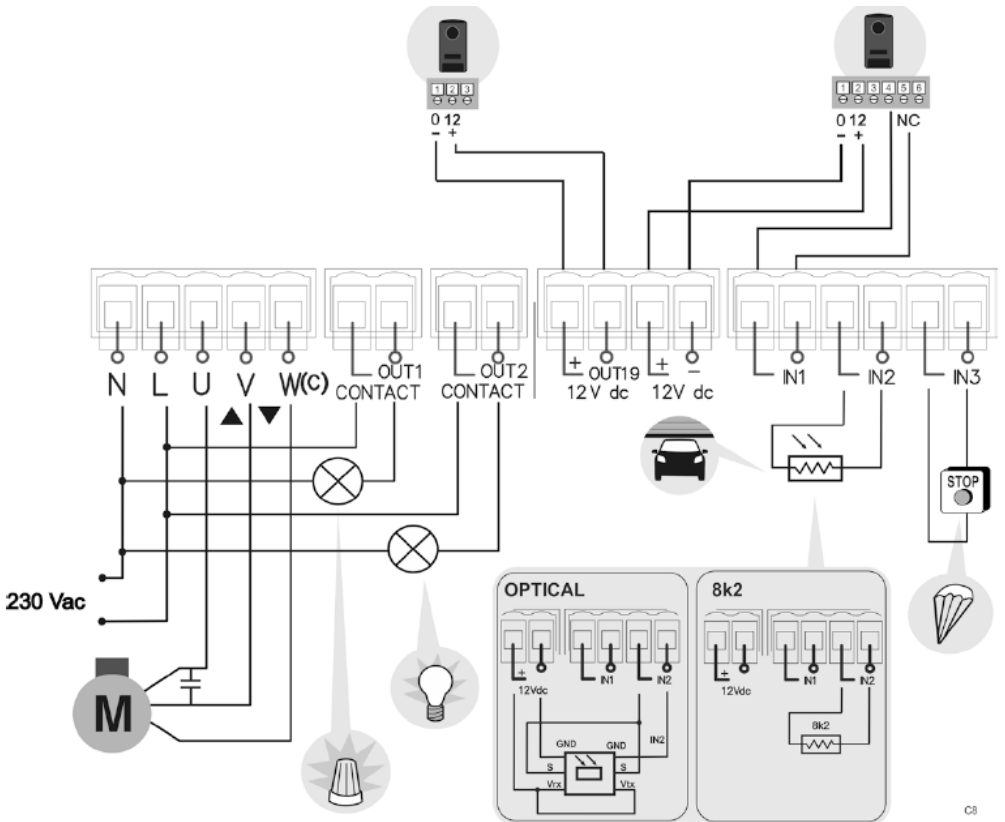 1 2 3
0 12
- +
1 2 3 4 5 6
0 12 NC
- +
N L U V W(C)
▲ ▼
OUT1
CONTACT
OUT2
CONTACT
+ OUT19
12V dc
+ -
12V dc
IN1
IN2
IN3
STOP
230 Vac
M
OPTICAL
+
12Vdc
IN1
IN2
GND GND IN2
S S
Vrx Vtx
8k2
+
12Vdc
IN1
IN2
8k2
C8